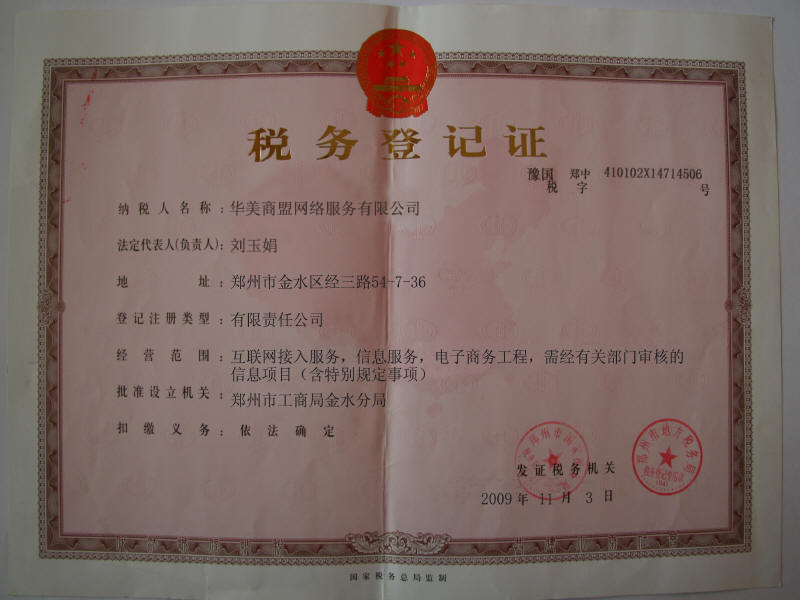 税务登记证
豫国 郑中 410102X14714506
税 字 号
纳税人名称：华美商盟网络服务有限公司
法定代表人(负责人)：刘玉娟
地 址：郑州市金水区经三路54-7-36
登记注册类型：有限责任公司
经营范围：互联网接入服务，信息服务，电子商务工程，需经有关部门审核的
信息项目（含特别规定事项）
批准设立机关：郑州市工商局金水分局
扣缴义务：依法确定
郑州市地方税务局
发证税务机关
2009年 11月 3日
国家税务总局监制